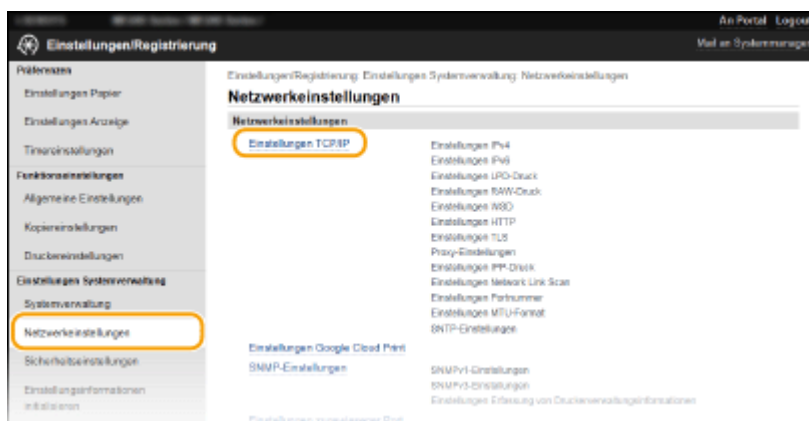 An Portal Logout
Einstellungen/Registrierung
Mail an Systemmanager
Präferenzen
Einstellungen Papier
Einstellungen Anzeige
Timereinstellungen
Funktionseinstellungen
Allgemeine Einstellungen
Kopiereinstellungen
Druckereinstellungen
Einstellungen Systemverwaltung
Systemverwaltung
Netzwerkeinstellungen
Sicherheitseinstellungen
Einstellungsinformationen
initialisieren
Einstellungen/Registrierung: Einstellungen Systemverwaltung: Netzwerkeinstellungen
Netzwerkeinstellungen
Netzwerkeinstellungen
Einstellungen TCP/IP
Einstellungen IPv4
Einstellungen IPv6
Einstellungen LPD-Druck
Einstellungen RAW-Druck
Einstellungen WSD
Einstellungen HTTP
Einstellungen TLS
Proxy-Einstellungen
Einstellungen IPP-Druck
Einstellungen Network Link Scan
Einstellungen Portnummer
Einstellungen MTU-Format
SNTP-Einstellungen
Einstellungen Google Cloud Print
SNMP-Einstellungen
SNMPv1-Einstellungen
SNMPv3-Einstellungen
Einstellungen Erfassung von Druckerverwaltungsinformationen